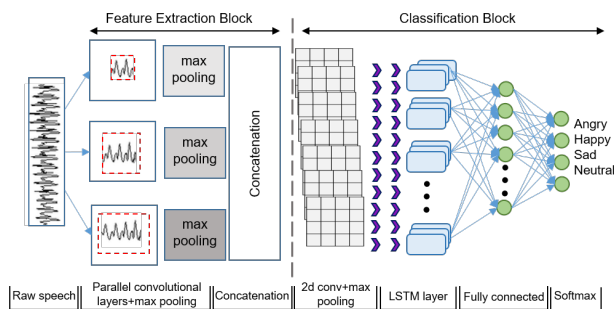 Feature Extraction Block
Classification Block
max
pooling
max
pooling
max
pooling
Concatenation
Angry
Happy
Sad
Neutral
Raw speech
Parallel convolutional
layers+max pooling
Concatenation
2d conv+max
pooling
LSTM layer
Fully connected
Softmax